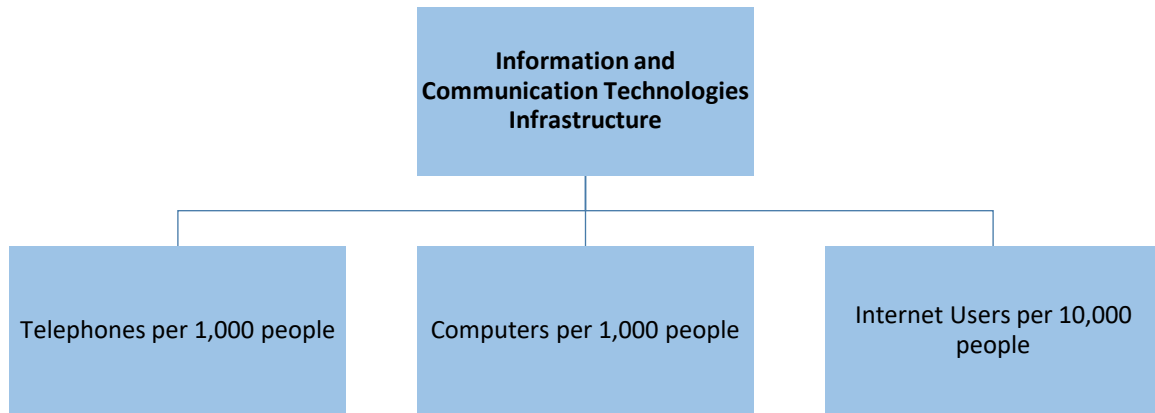 Information and
Communication Technologies
Infrastructure
Telephones per 1,000 people
Computers per 1,000 people
Internet Users per 10,000
people